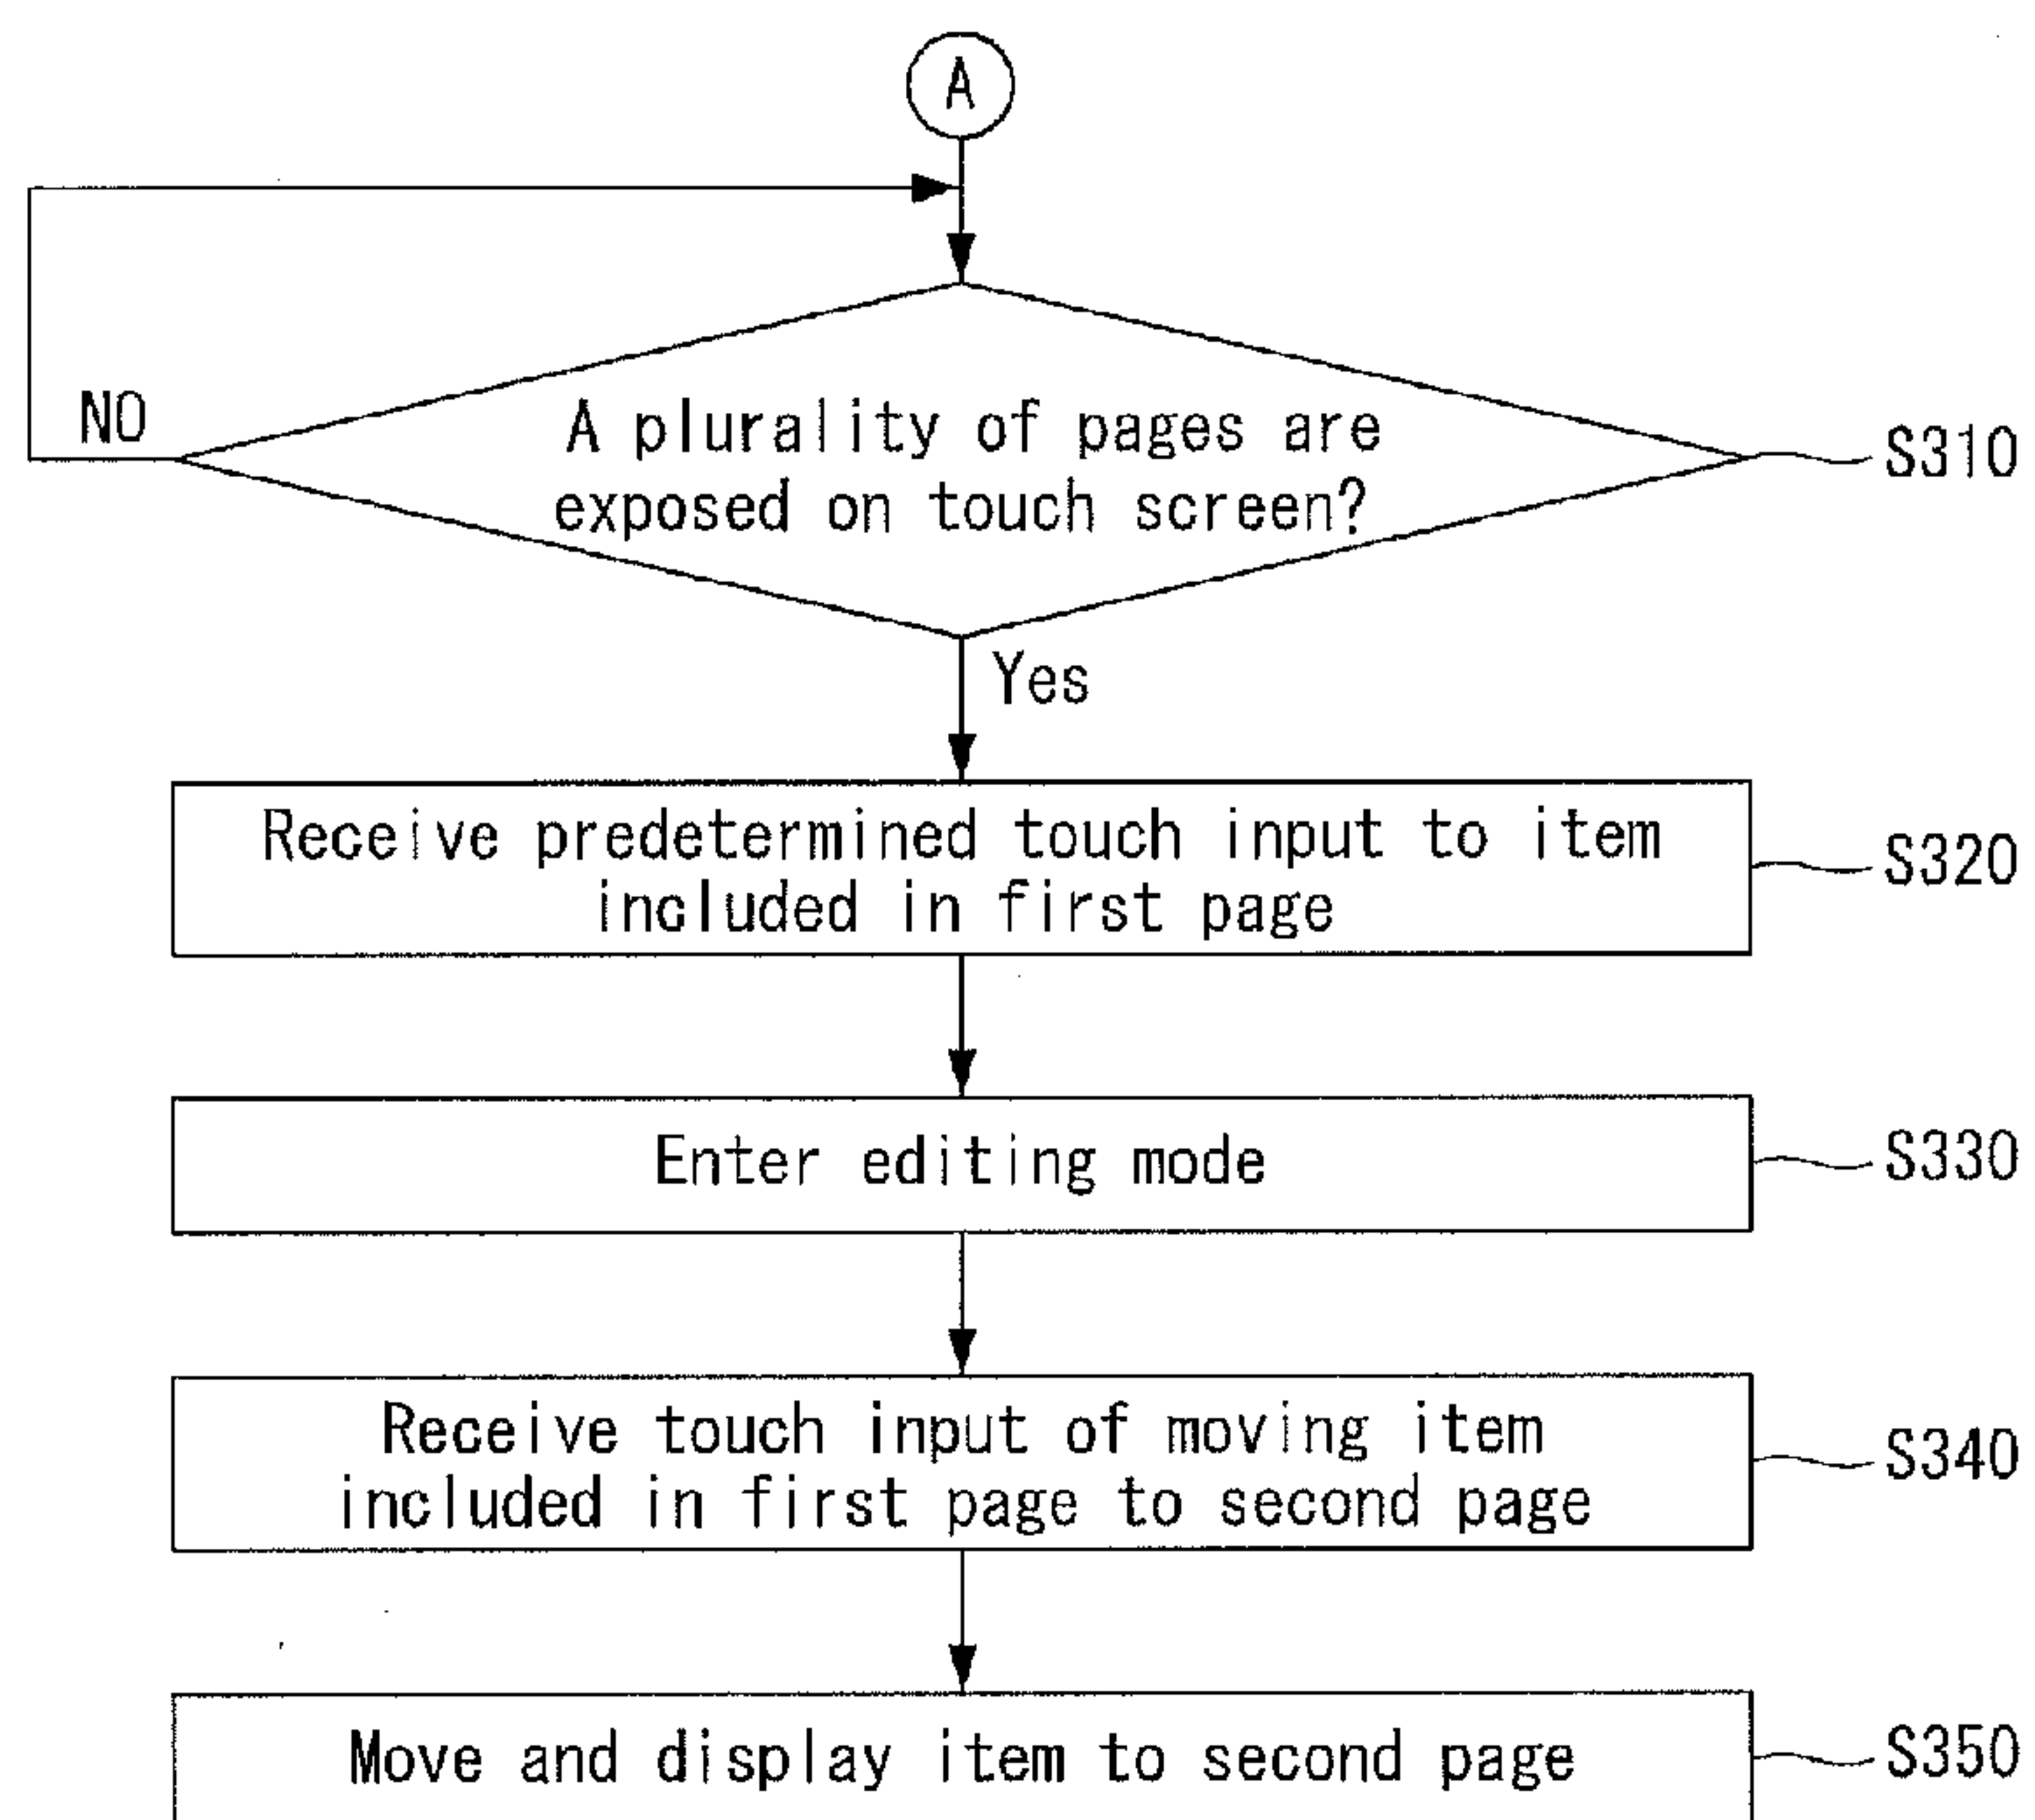 A
NO
A plurality of pages are
exposed on touch screen?
S310
Yes
Receive predetermined touch input to item
included in first page
S320
Enter editing mode
S330
Receive touch input of moving item
included in first page to second page
S340
Move and display item to second page
S350